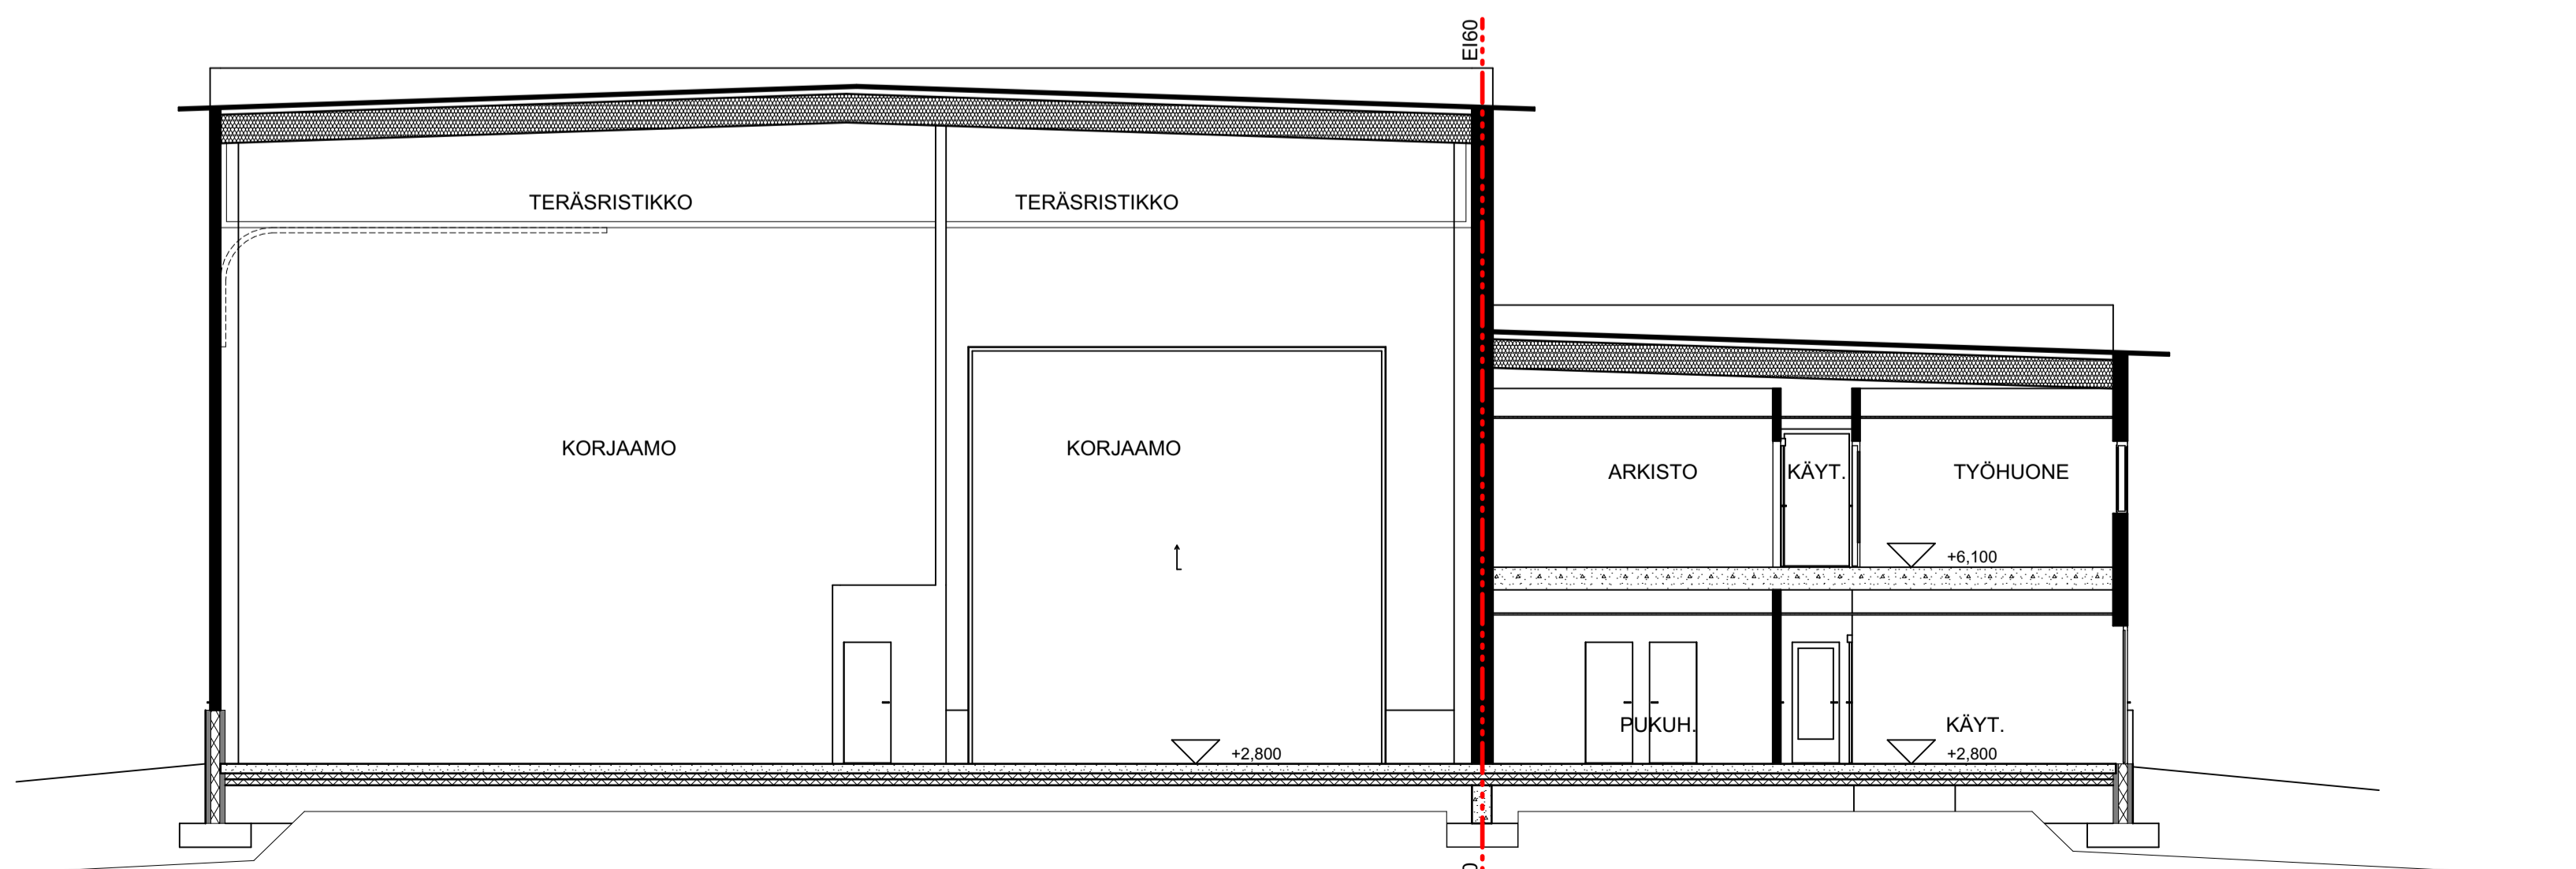 EI60
TERÄSRISTIKKO
TERÄSRISTIKKO
KORJAAMO
KORJAAMO
ARKISTO
KÄYT.
TYÖHUONE
+6,100
PUKUH.
KÄYT.
+2,800
+2,800